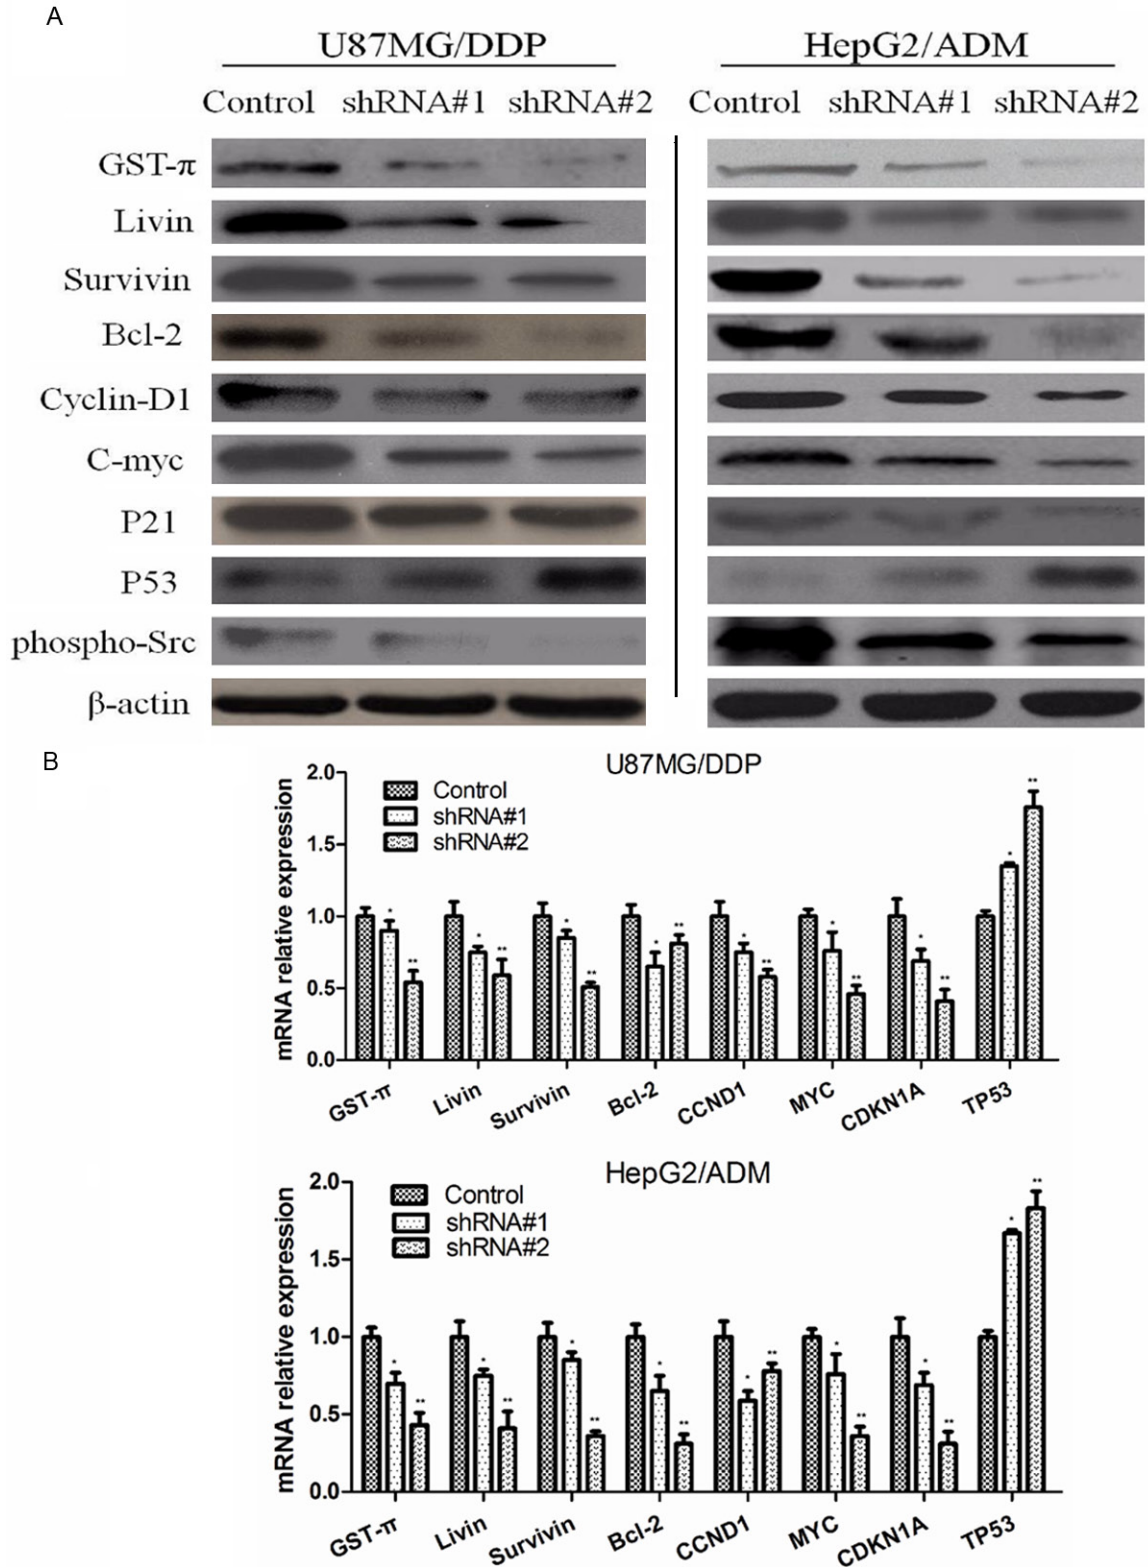 A
U87MG/DDP HepG2/ADM
Control shRNA#1 shRNA#2 Control shRNA#1 shRNA#2
GST-π
Livin
Survivin
Bcl-2
Cyclin-D1
C-myc
P21
P53
phospho-Src
β-actin
B
U87MG/DDP
mRNA relative expression
2.0
1.5
1.0
0.5
0.0
Control
shRNA#1
shRNA#2
* ** * ** * ** * ** * ** * ** * ** * **
GST-π Livin Survivin Bcl-2 CCND1 MYC CDKN1A TP53
HepG2/ADM
mRNA relative expression
2.0
1.5
1.0
0.5
0.0
Control
shRNA#1
shRNA#2
* ** * ** * ** * ** * ** * ** * ** * **
GST-π Livin Survivin Bcl-2 CCND1 MYC CDKN1A TP53